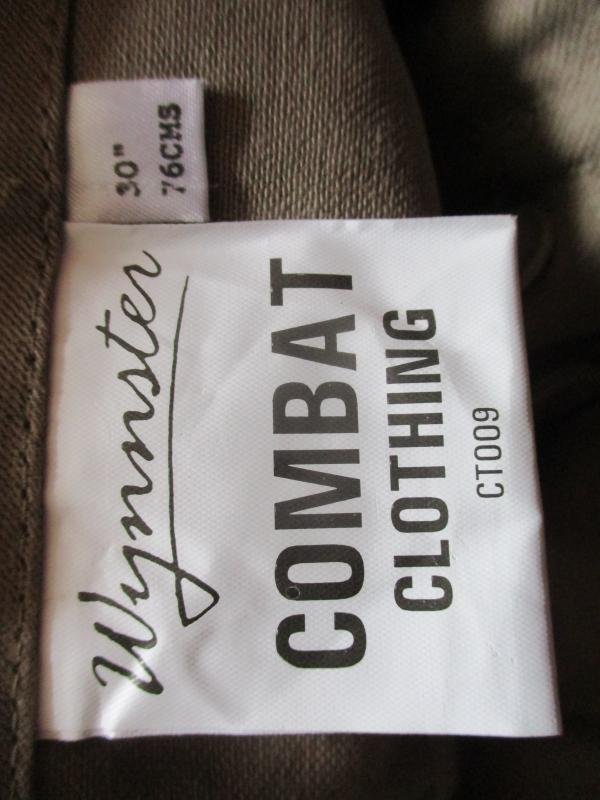 30"
76CMS
Wynnster
COMBAT
CLOTHING
CT009